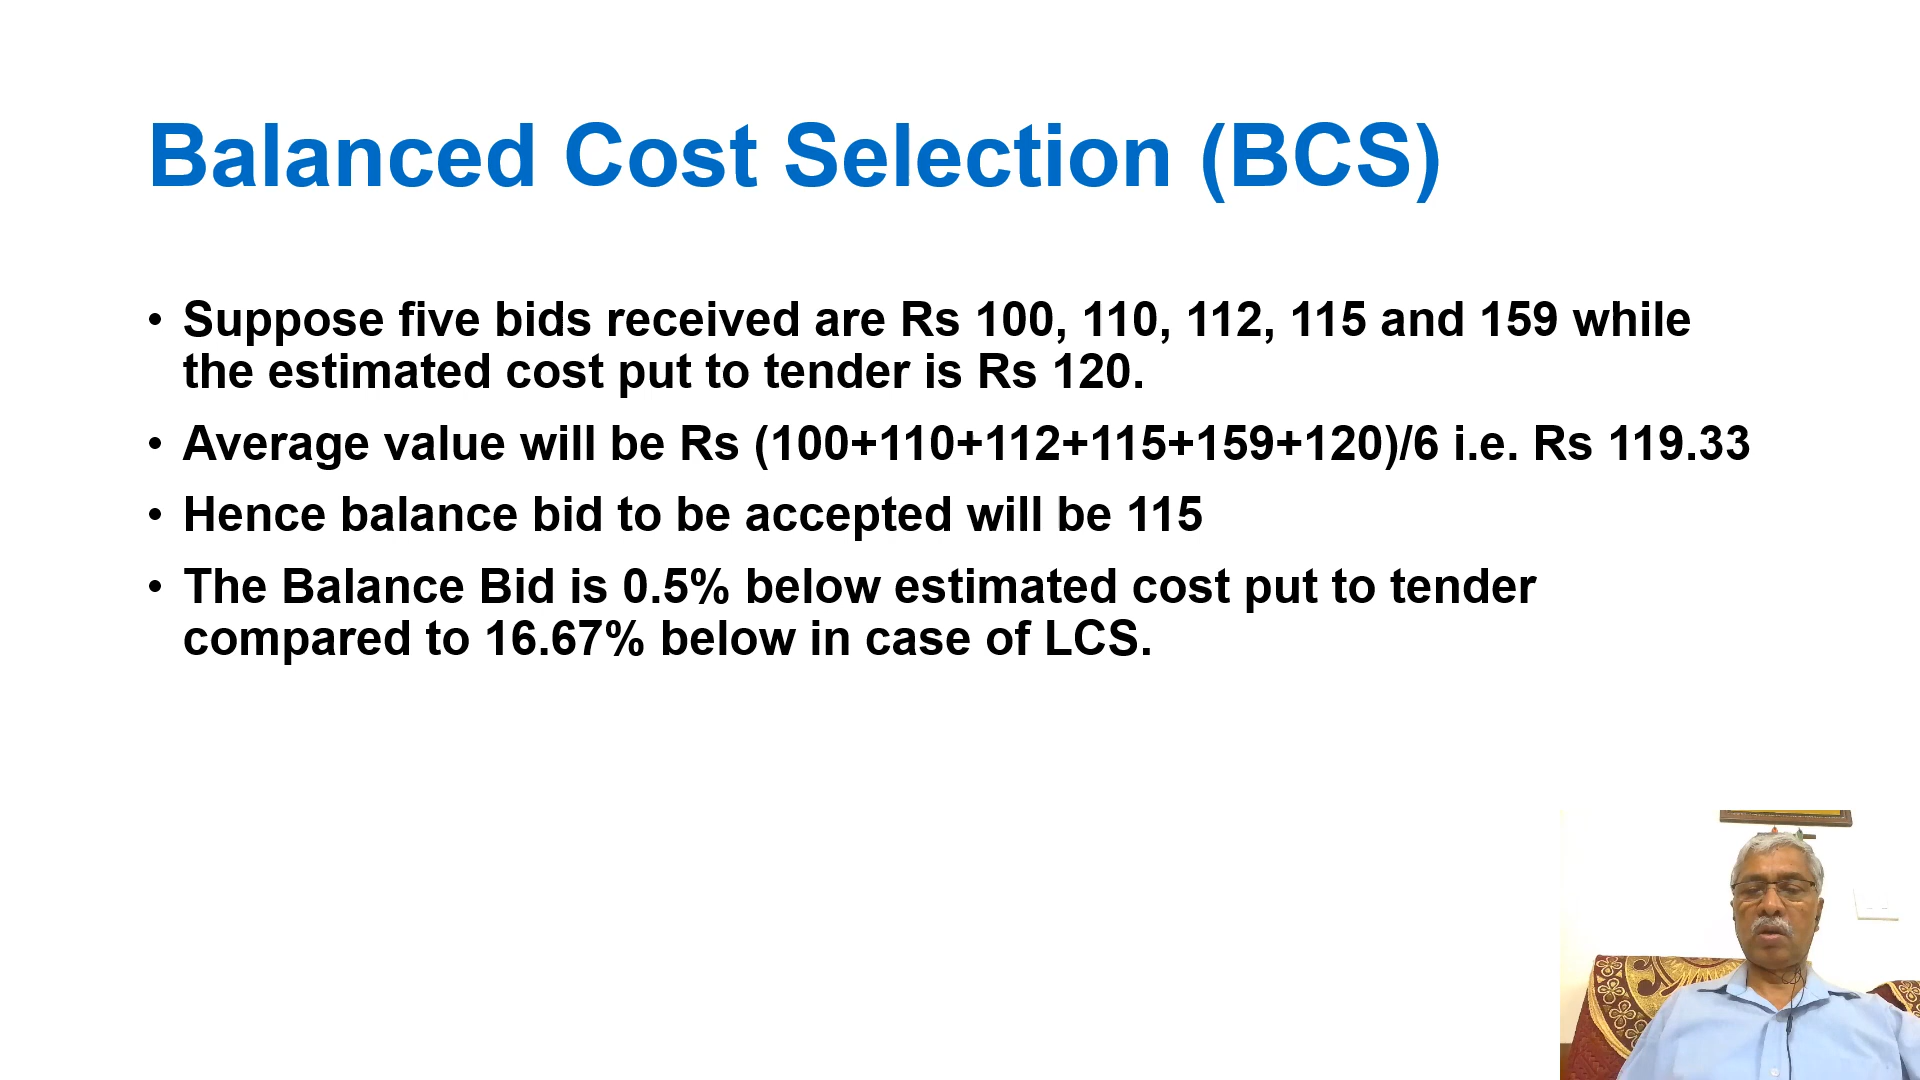 Balanced Cost Selection (BCS)
• Suppose five bids received are Rs 100, 110, 112, 115 and 159 while
the estimated cost put to tender is Rs 120.
• Average value will be Rs (100+110+112+115+159+120)/6 i.e. Rs 119.33
• Hence balance bid to be accepted will be 115
• The Balance Bid is 0.5% below estimated cost put to tender
compared to 16.67% below in case of LCS.